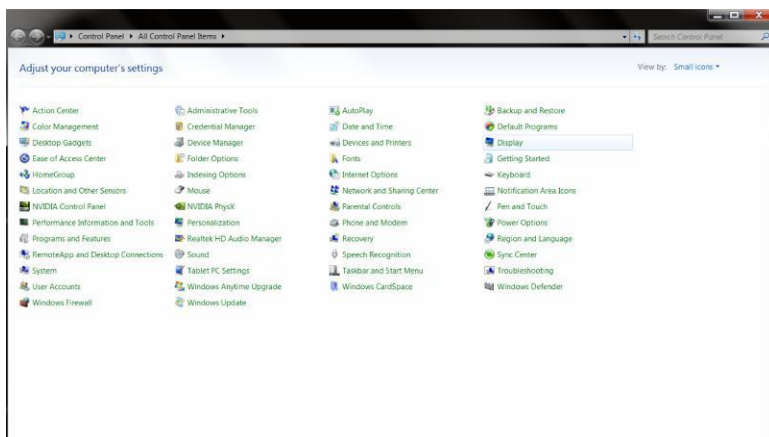 Control Panel All Control Panel Items
Search Control Panel
Adjust your computer's settings
View by: Small icons
Action Center Administrative Tools AutoPlay Backup and Restore
Color Management Credential Manager Date and Time Default Programs
Desktop Gadgets Device Manager Devices and Printers Display
Ease of Access Center Folder Options Fonts Getting Started
HomeGroup Indexing Options Internet Options Keyboard
Location and Other Sensors Mouse Network and Sharing Center Notification Area Icons
NVIDIA Control Panel NVIDIA PhysX Parental Controls Pen and Touch
Performance Information and Tools Personalization Phone and Modem Power Options
Programs and Features Realtek HD Audio Manager Recovery Region and Language
RemoteApp and Desktop Connections Sound Speech Recognition Sync Center
System Tablet PC Settings Taskbar and Start Menu Troubleshooting
User Accounts Windows Anytime Upgrade Windows CardSpace Windows Defender
Windows Firewall Windows Update